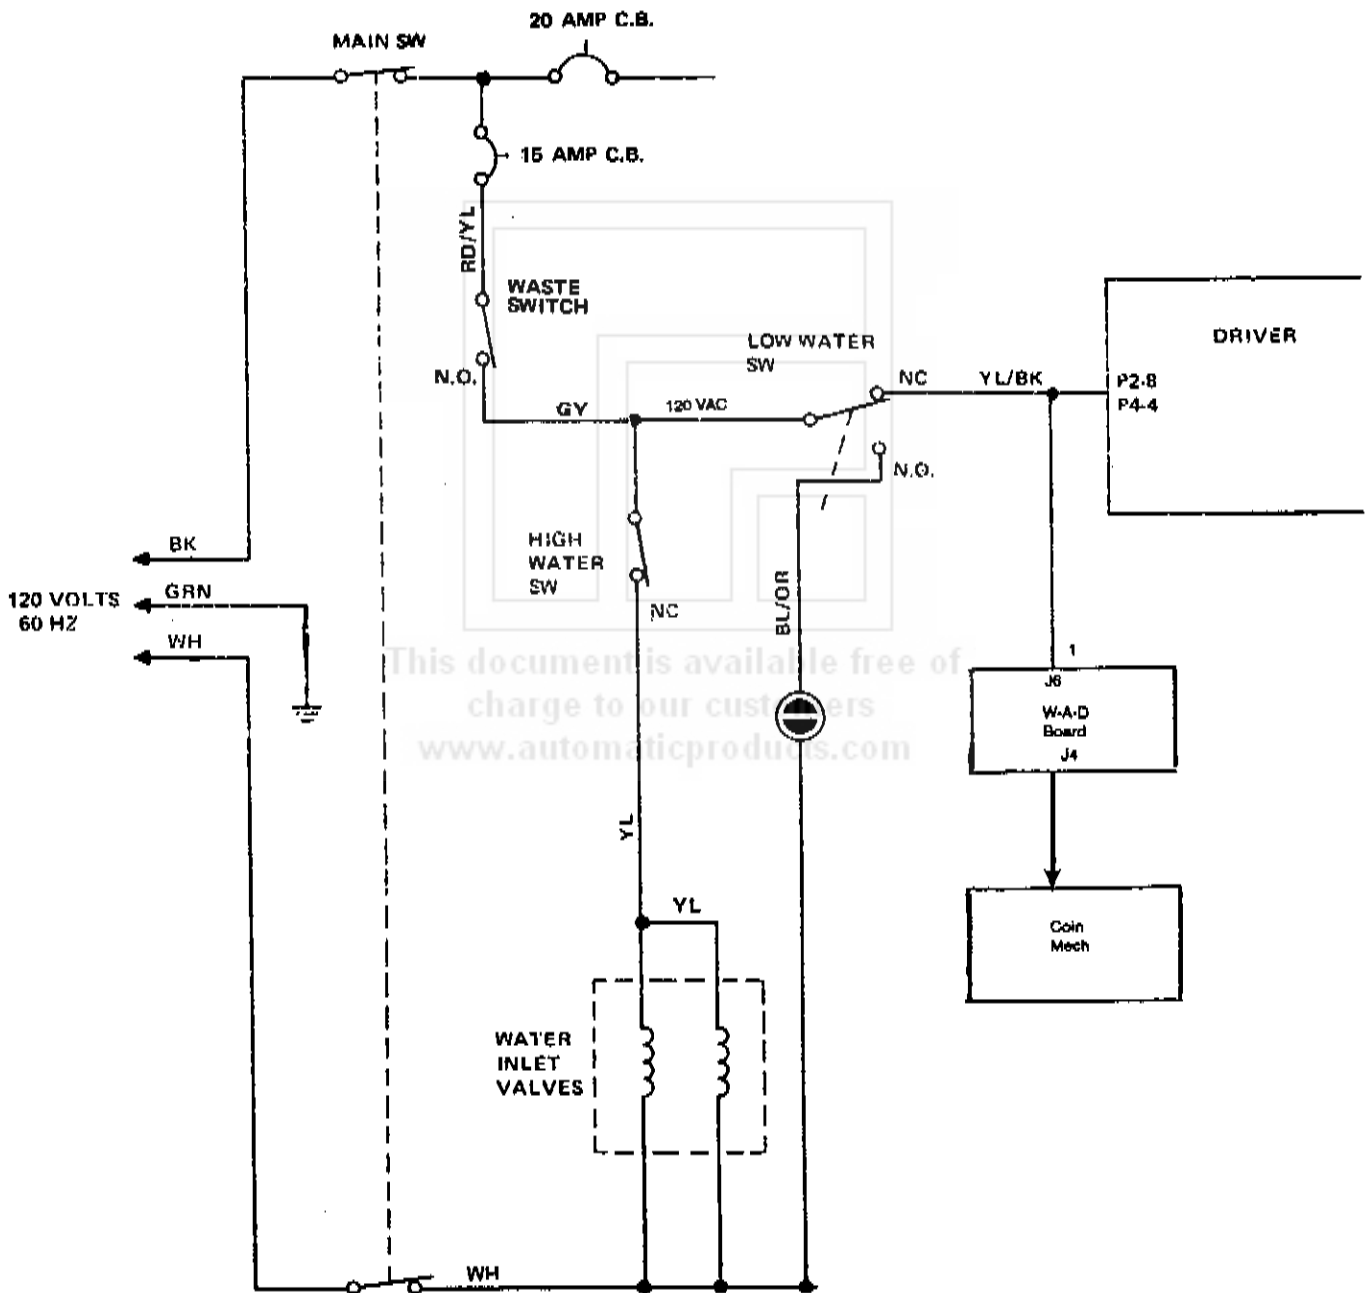 20 AMP C.B.
MAIN SW
15 AMP C.B.
RD/YL
WASTE
SWITCH
N.O.
GY
120 VAC
LOW WATER
SW
NC
YL/BK
DRIVER
P2-8
P4-4
N.O.
HIGH
WATER
SW
NC
BL/OR
BK
120 VOLTS
60 HZ
GRN
WH
This document is available free of
charge to our customers
www.automaticproducts.com
1
J6
W-A-D
Board
J4
YL
YL
Coin
Mech
WATER
INLET
VALVES
WH